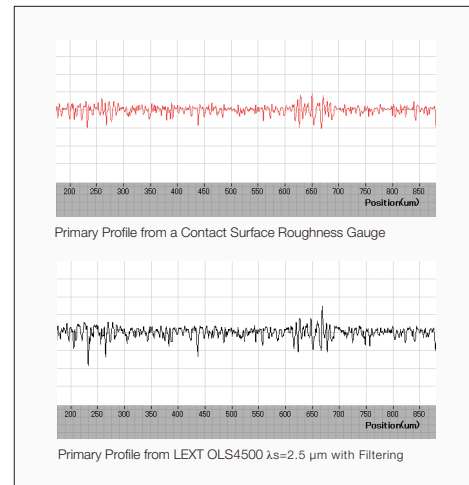 200 250 300 350 400 450 500 550 600 650 700 750 800 850
Position(um)
Primary Profile from a Contact Surface Roughness Gauge
200 250 300 350 400 450 500 550 600 650 700 750 800 850
Position(um)
Primary Profile from LEXT OLS4500 λs=2.5 μm with Filtering